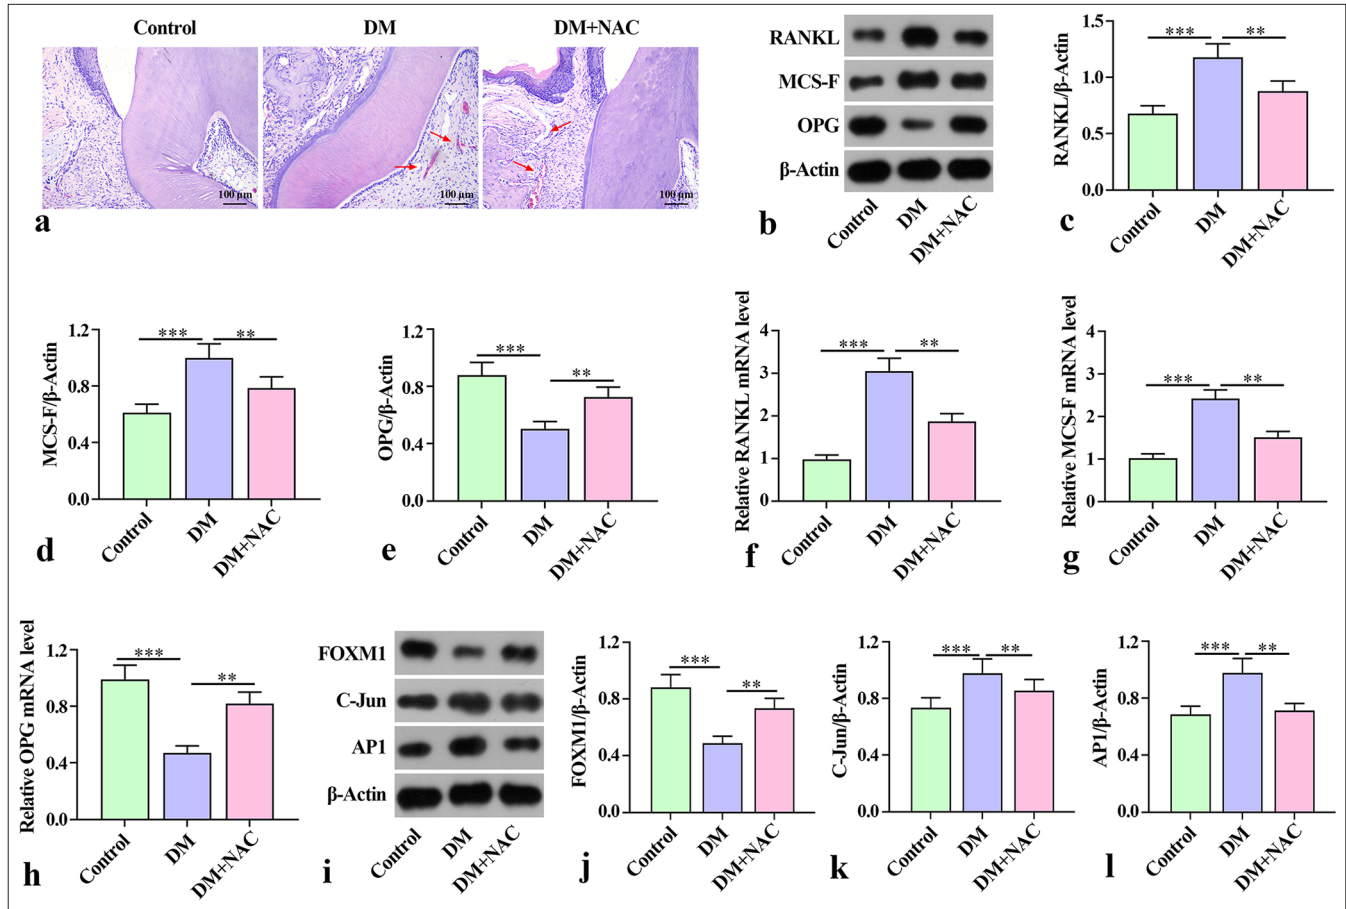 Control DM DM+NAC
100 μm 100 μm 100 μm
a
RANKL
MCS-F
OPG
β-Actin
Control DM DM+NAC
b
RANKL/β-Actin
1.5
1.0
0.5
0.0
*** **
Control DM DM+NAC
c
MCS-F/β-Actin
1.2
0.8
0.4
0.0
*** **
Control DM DM+NAC
d
OPG/β-Actin
1.2
0.8
0.4
0.0
*** **
Control DM DM+NAC
e
Relative RANKL mRNA level
4
3
2
1
0
*** **
Control DM DM+NAC
f
Relative MCS-F mRNA level
4
3
2
1
0
*** **
Control DM DM+NAC
g
Relative OPG mRNA level
1.2
0.8
0.4
0.0
*** **
Control DM DM+NAC
h
FOXM1
C-Jun
AP1
β-Actin
Control DM DM+NAC
i
FOXM1/β-Actin
1.2
0.8
0.4
0.0
*** **
Control DM DM+NAC
j
C-Jun/β-Actin
1.2
0.8
0.4
0.0
*** **
Control DM DM+NAC
k
AP1/β-Actin
1.2
0.8
0.4
0.0
*** **
Control DM DM+NAC
l